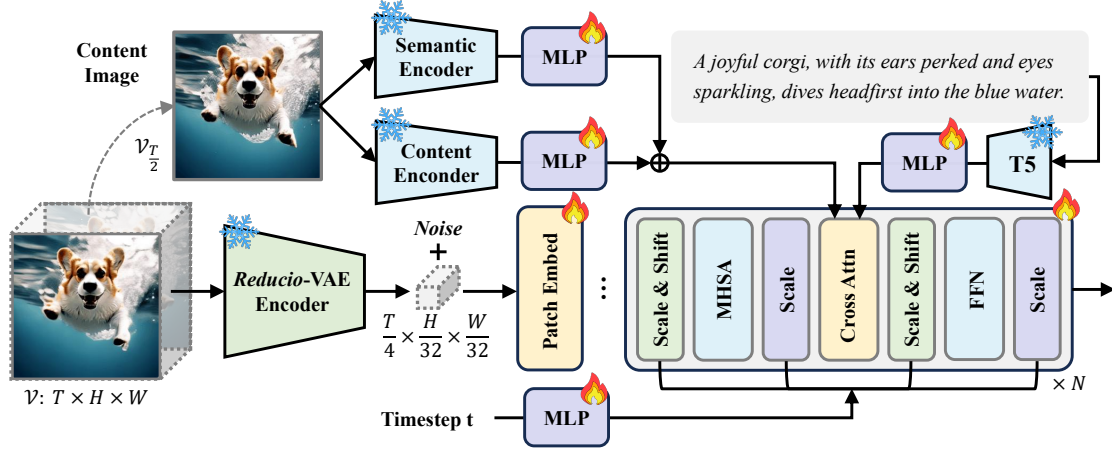 Content
Image
Semantic
Encoder
MLP
A joyful corgi, with its ears perked and eyes
sparkling, dives headfirst into the blue water.
𝒱_{T/2}
Content
Enconder
MLP
MLP
T5
Reducio-VAE
Encoder
Noise
+
T/4 × H/32 × W/32
Patch Embed
...
Scale & Shift
MHSA
Scale
Cross Attn
Scale & Shift
FFN
Scale
𝒱: T × H × W
× N
Timestep t
MLP